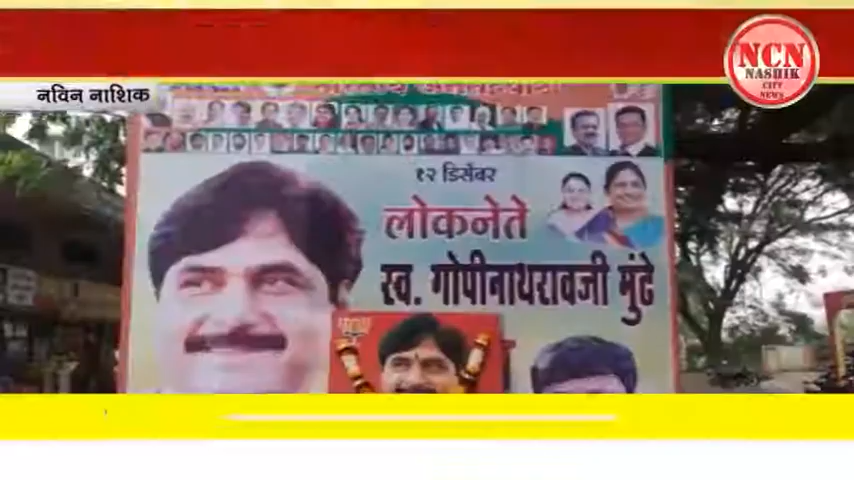 NCN
NASHIK
CITY
NEWS
नविन नाशिक
१२ डिसेंबर
लोकनेते
स्व. गोपीनाथरावजी मुंढे